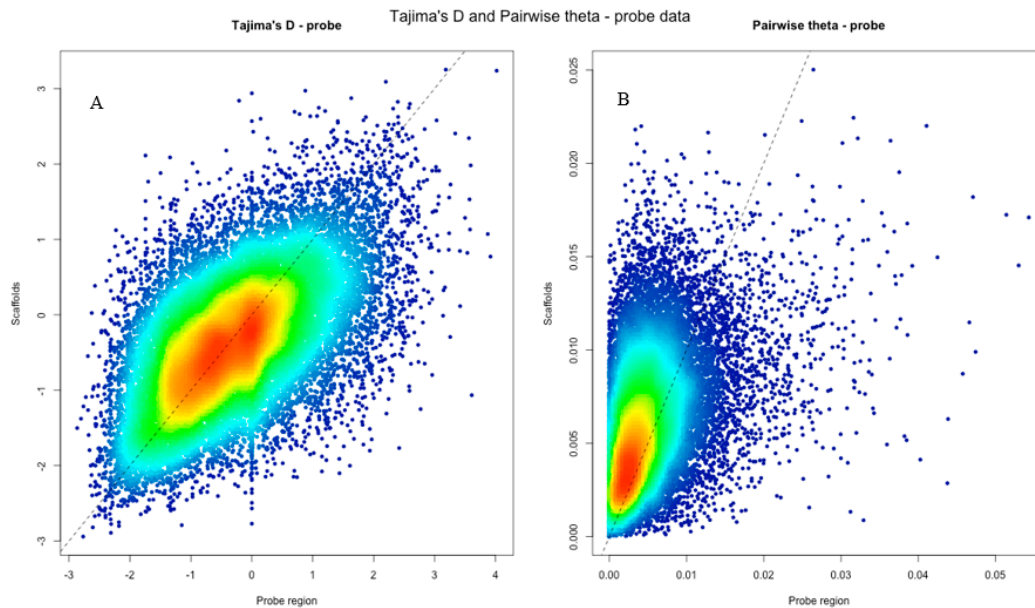 Tajima's D and Pairwise theta - probe data
Tajima's D - probe
A
Scaffolds
3
2
1
0
-1
-2
-3
-3 -2 -1 0 1 2 3 4
Probe region
Pairwise theta - probe
B
Scaffolds
0.025
0.020
0.015
0.010
0.005
0.000
0.00 0.01 0.02 0.03 0.04 0.05
Probe region